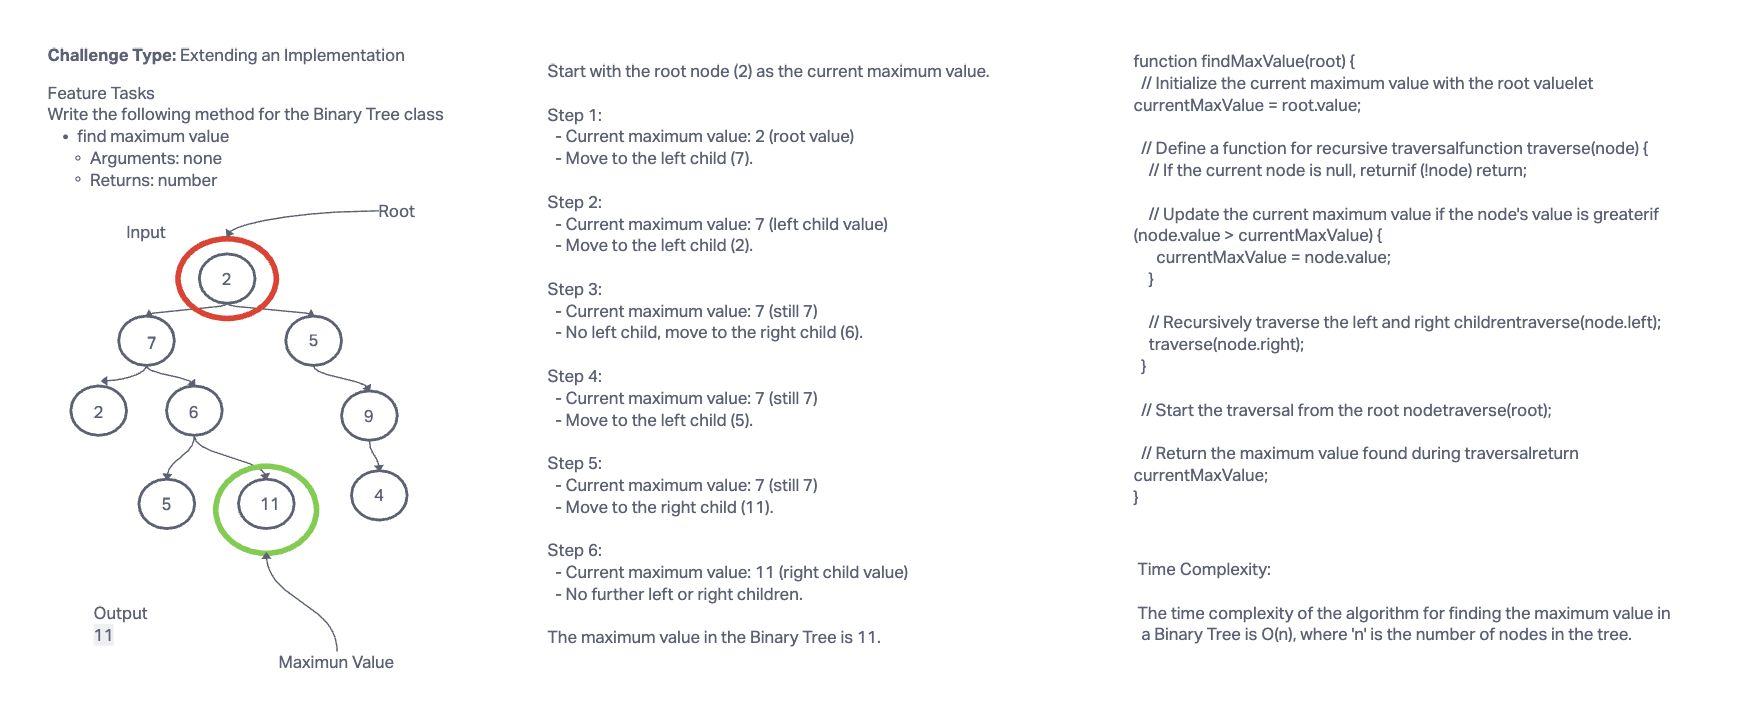 Challenge Type: Extending an Implementation
Feature Tasks
Write the following method for the Binary Tree class
• find maximum value
◦ Arguments: none
◦ Returns: number
Root
Input
2
7
5
2
6
9
5
11
4
Output
11
Maximun Value
Start with the root node (2) as the current maximum value.
Step 1:
- Current maximum value: 2 (root value)
- Move to the left child (7).
Step 2:
- Current maximum value: 7 (left child value)
- Move to the left child (2).
Step 3:
- Current maximum value: 7 (still 7)
- No left child, move to the right child (6).
Step 4:
- Current maximum value: 7 (still 7)
- Move to the left child (5).
Step 5:
- Current maximum value: 7 (still 7)
- Move to the right child (11).
Step 6:
- Current maximum value: 11 (right child value)
- No further left or right children.
The maximum value in the Binary Tree is 11.
function findMaxValue(root) {
// Initialize the current maximum value with the root valuelet
currentMaxValue = root.value;
// Define a function for recursive traversalfunction traverse(node) {
// If the current node is null, returnif (!node) return;
// Update the current maximum value if the node's value is greaterif
(node.value > currentMaxValue) {
currentMaxValue = node.value;
}
// Recursively traverse the left and right childrentraverse(node.left);
traverse(node.right);
}
// Start the traversal from the root nodetraverse(root);
// Return the maximum value found during traversalreturn
currentMaxValue;
}
Time Complexity:
The time complexity of the algorithm for finding the maximum value in
a Binary Tree is O(n), where 'n' is the number of nodes in the tree.